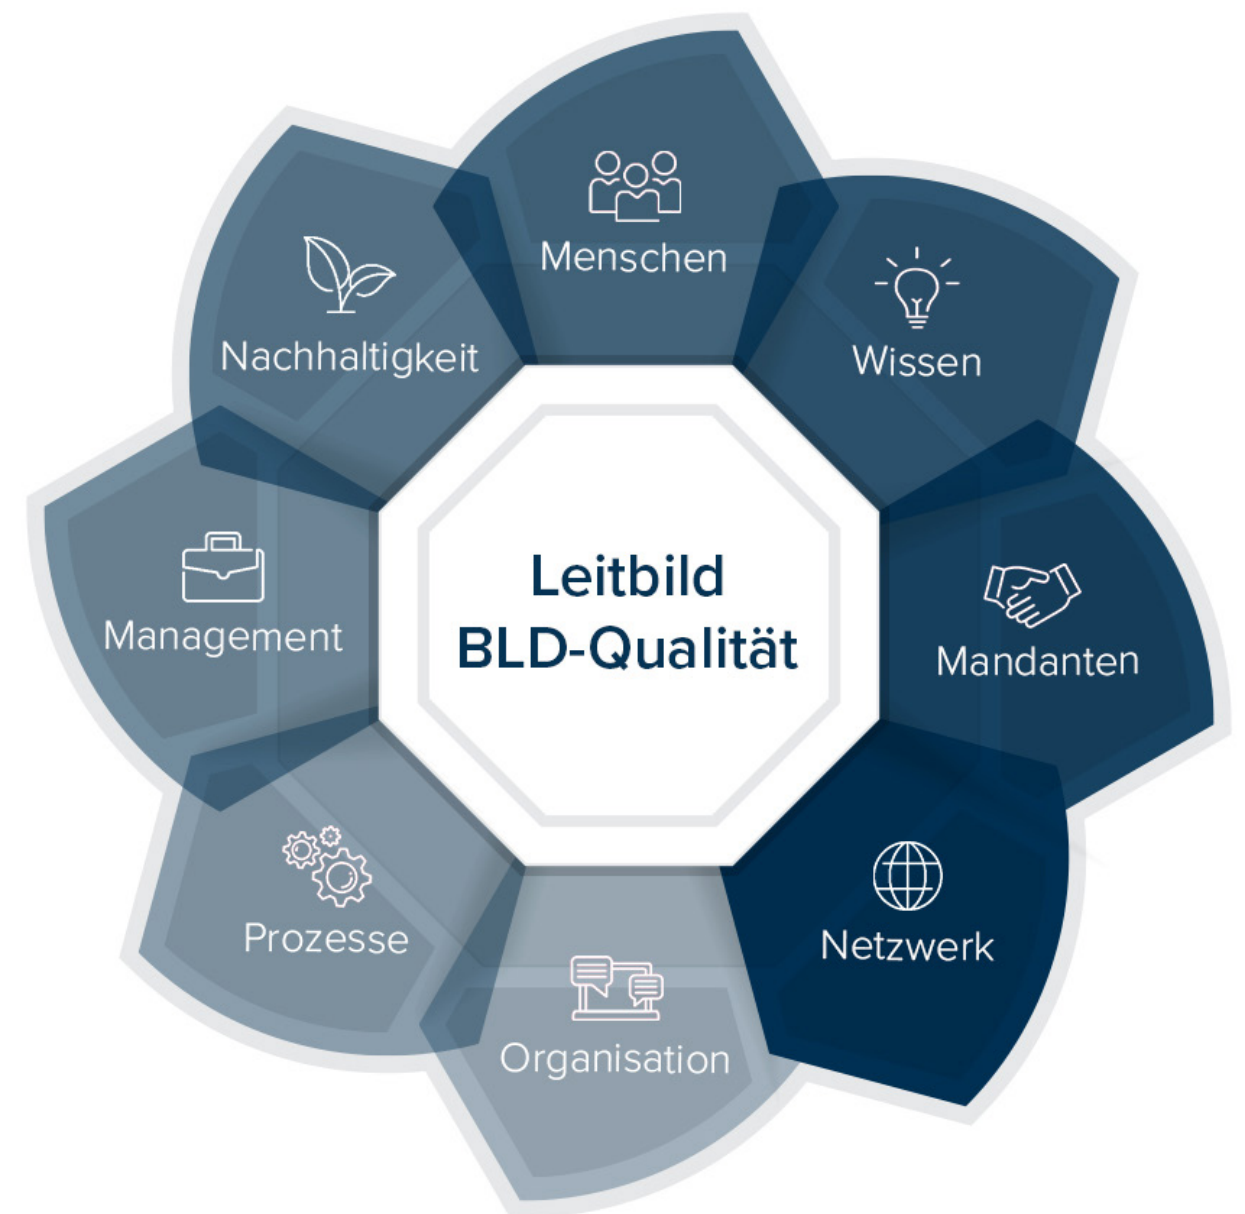 Leitbild
BLD-Qualität
Menschen
Wissen
Mandanten
Netzwerk
Organisation
Prozesse
Management
Nachhaltigkeit